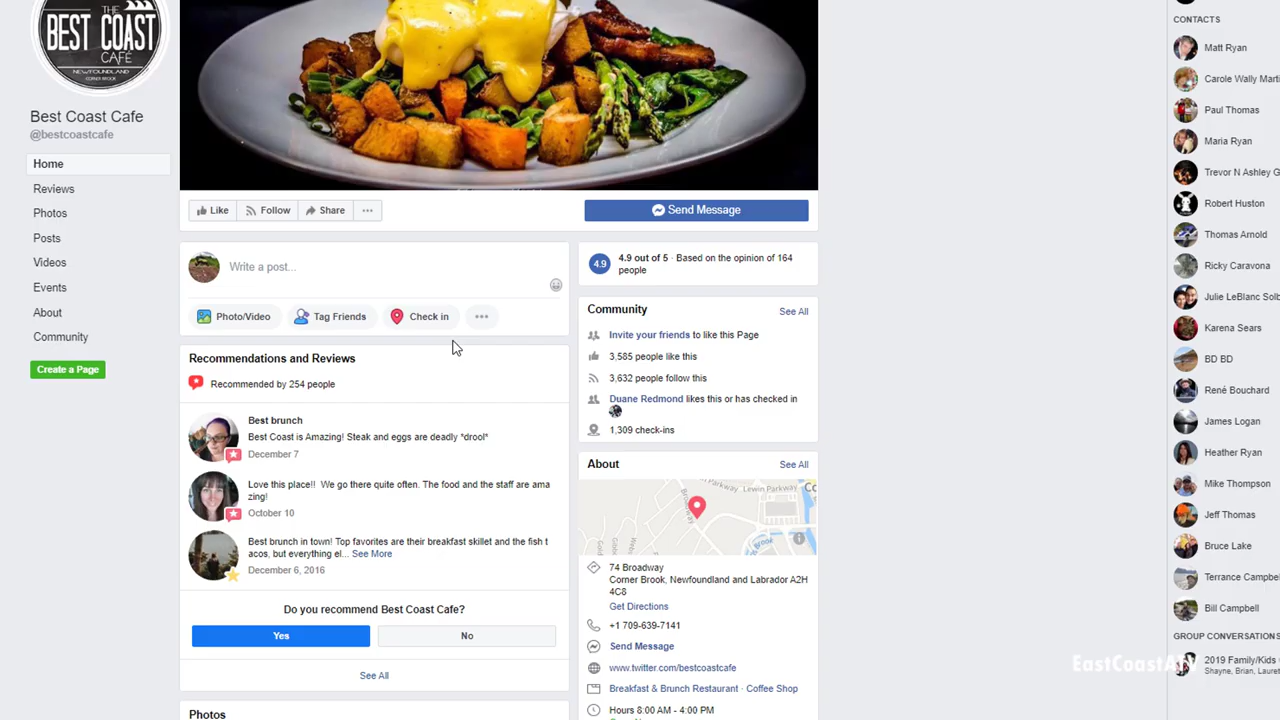 THE
BEST COAST
CAFÉ
NEWFOUNDLAND
CORNER BROOK
Best Coast Cafe
@bestcoastcafe
Home
Reviews
Photos
Posts
Videos
Events
About
Community
Create a Page
Like
Follow
Share
Send Message
Write a post...
Photo/Video
Tag Friends
Check in
Recommendations and Reviews
Recommended by 254 people
Best brunch
Best Coast is Amazing! Steak and eggs are deadly *drool*
December 7
Love this place!! We go there quite often. The food and the staff are ama
zing!
October 10
Best brunch in town! Top favorites are their breakfast skillet and the fish t
acos, but everything el... See More
December 6, 2016
Do you recommend Best Coast Cafe?
Yes
No
See All
Photos
4.9
4.9 out of 5 · Based on the opinion of 164
people
Community
See All
Invite your friends to like this Page
3,585 people like this
3,632 people follow this
Duane Redmond likes this or has checked in
1,309 check-ins
About
See All
Lewin Parkway
74 Broadway
Corner Brook, Newfoundland and Labrador A2H
4C8
Get Directions
+1 709-639-7141
Send Message
www.twitter.com/bestcoastcafe
Breakfast & Brunch Restaurant · Coffee Shop
Hours 8:00 AM - 4:00 PM
CONTACTS
Matt Ryan
Carole Wally Marti
Paul Thomas
Maria Ryan
Trevor N Ashley G
Robert Huston
Thomas Arnold
Ricky Caravona
Julie LeBlanc Solb
Karena Sears
BD BD
René Bouchard
James Logan
Heather Ryan
Mike Thompson
Jeff Thomas
Bruce Lake
Terrance Campbel
Bill Campbell
GROUP CONVERSATIONS
2019 Family/Kids
Shayne, Brian, Lauret
EastCoastATV